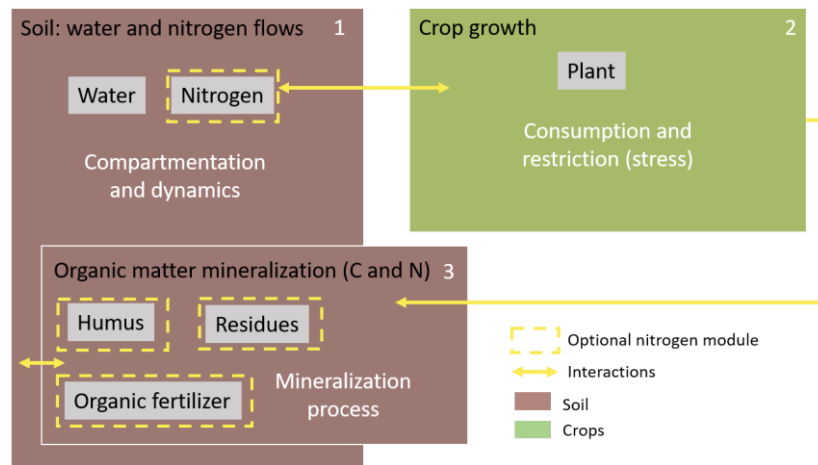 Soil: water and nitrogen flows 1
Water
Nitrogen
Compartmentation
and dynamics
Crop growth 2
Plant
Consumption and
restriction (stress)
Organic matter mineralization (C and N) 3
Humus
Residues
Organic fertilizer
Mineralization
process
Optional nitrogen module
Interactions
Soil
Crops